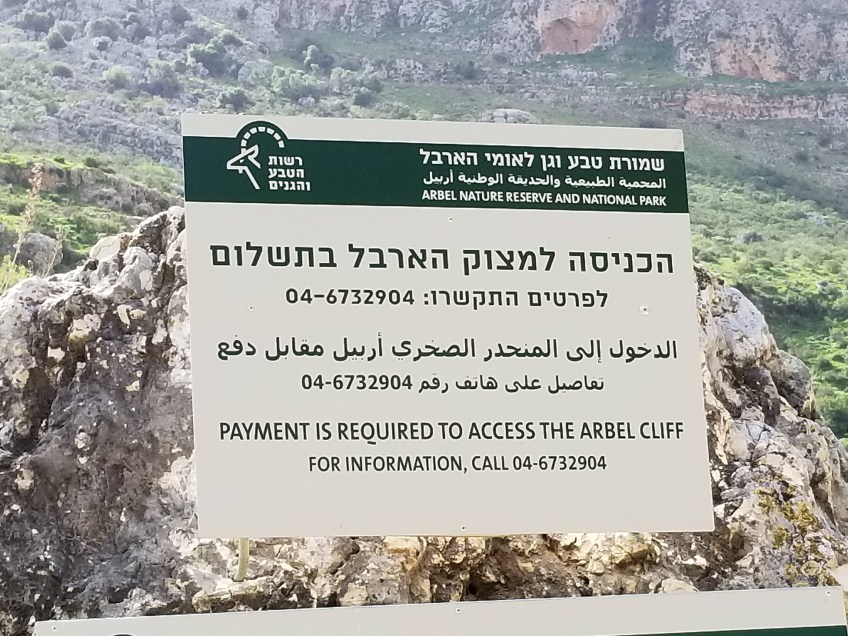 רשות
הטבע
והגנים
שמורת טבע וגן לאומי הארבל
المحمية الطبيعية والحديقة الوطنية أربيل
ARBEL NATURE RESERVE AND NATIONAL PARK
הכניסה למצוק הארבל בתשלום
לפרטים התקשרו: 04-6732904
الدخول إلى المنحدر الصخري أربيل مقابل دفع
تفاصيل على هاتف رقم 04-6732904
PAYMENT IS REQUIRED TO ACCESS THE ARBEL CLIFF
FOR INFORMATION, CALL 04-6732904